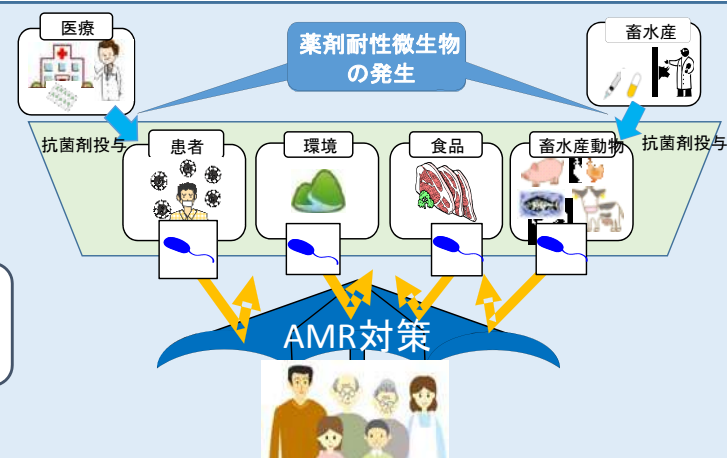 医療
薬剤耐性微生物
の発生
畜水産
抗菌剤投与
患者
環境
食品
畜水産動物
抗菌剤投与
AMR対策